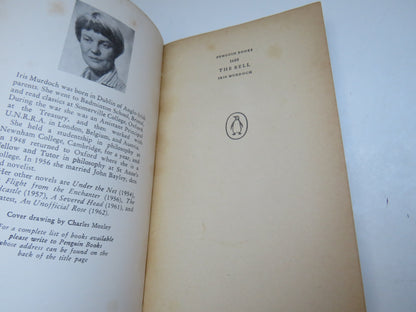 Iris Murdoch was born in Dublin of Anglo-Irish
parents. She went to Badminton School, Bristol,
and read classics at Somerville College, Oxford.
During the war she was an Assistant Principal
at the Treasury, and then worked with
U.N.R.R.A. in London, Belgium, and Austria.
She held a studentship in philosophy at
Newnham College, Cambridge, for a year, and
in 1948 returned to Oxford where she is a
Fellow and Tutor in philosophy at St Anne's
College. In 1956 she married John Bayley,
novelist.
Her other novels are Under the Net (1954),
Flight from the Enchanter (1956), The
(1957), A Severed Head (1961), and
latest, An Unofficial Rose (1962)
Cover drawing by Charles Mozley
For a complete list of books available
please write to Penguin Books
whose address can be found on the
back of the title page
PENGUIN BOOKS
THE BELL
IRIS MURDOCH